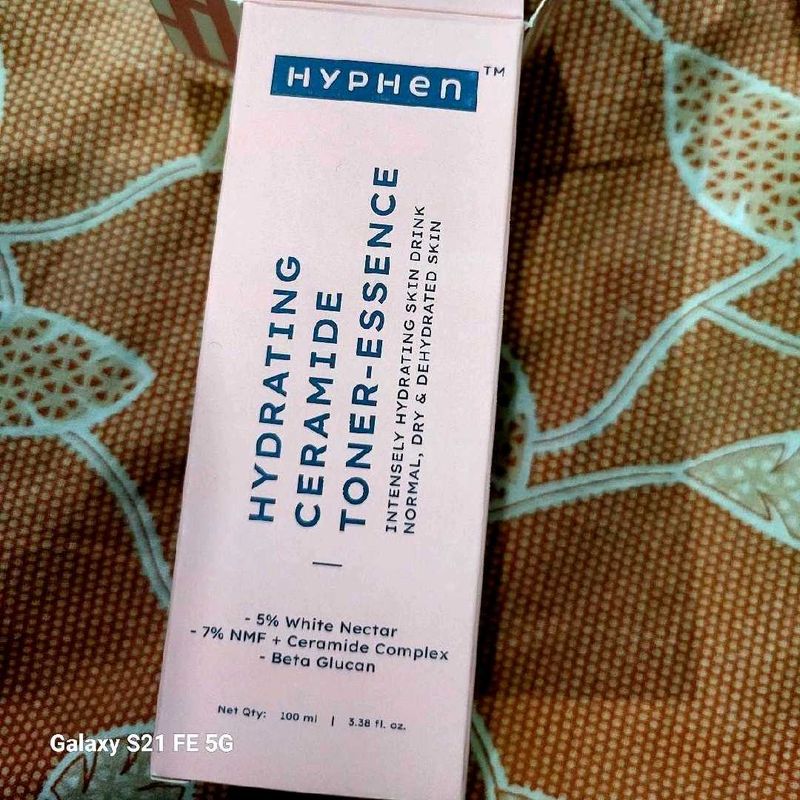 HYPHEN TM
HYDRATING
CERAMIDE
TONER-ESSENCE
INTENSELY HYDRATING SKIN DRINK
NORMAL, DRY & DEHYDRATED SKIN
- 5% White Nectar
- 7% NMF + Ceramide Complex
- Beta Glucan
Net Qty: 100 ml | 3.38 fl. oz.
Galaxy S21 FE 5G